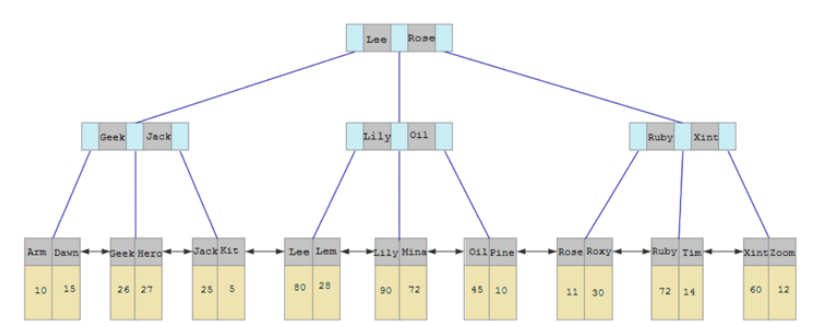 Lee Rose
Geek Jack
Lily Oil
Ruby Xint
Arm Dawn Geek Hero Jack Kit Lee Lem Lily Mina Oil Pine Rose Roxy Ruby Tim Xint Zoom
10 15 26 27 25 5 80 28 90 72 45 10 11 30 72 14 60 12